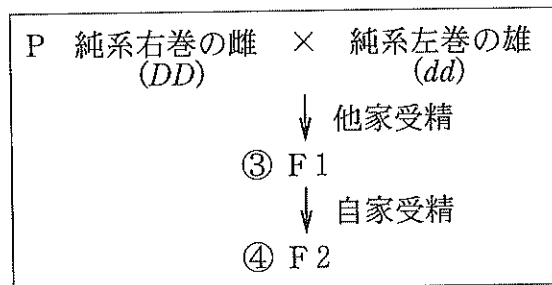 P 純系右巻の雌 × 純系左巻の雄
(DD) (dd)
↓ 他家受精
③ F1
↓ 自家受精
④ F2